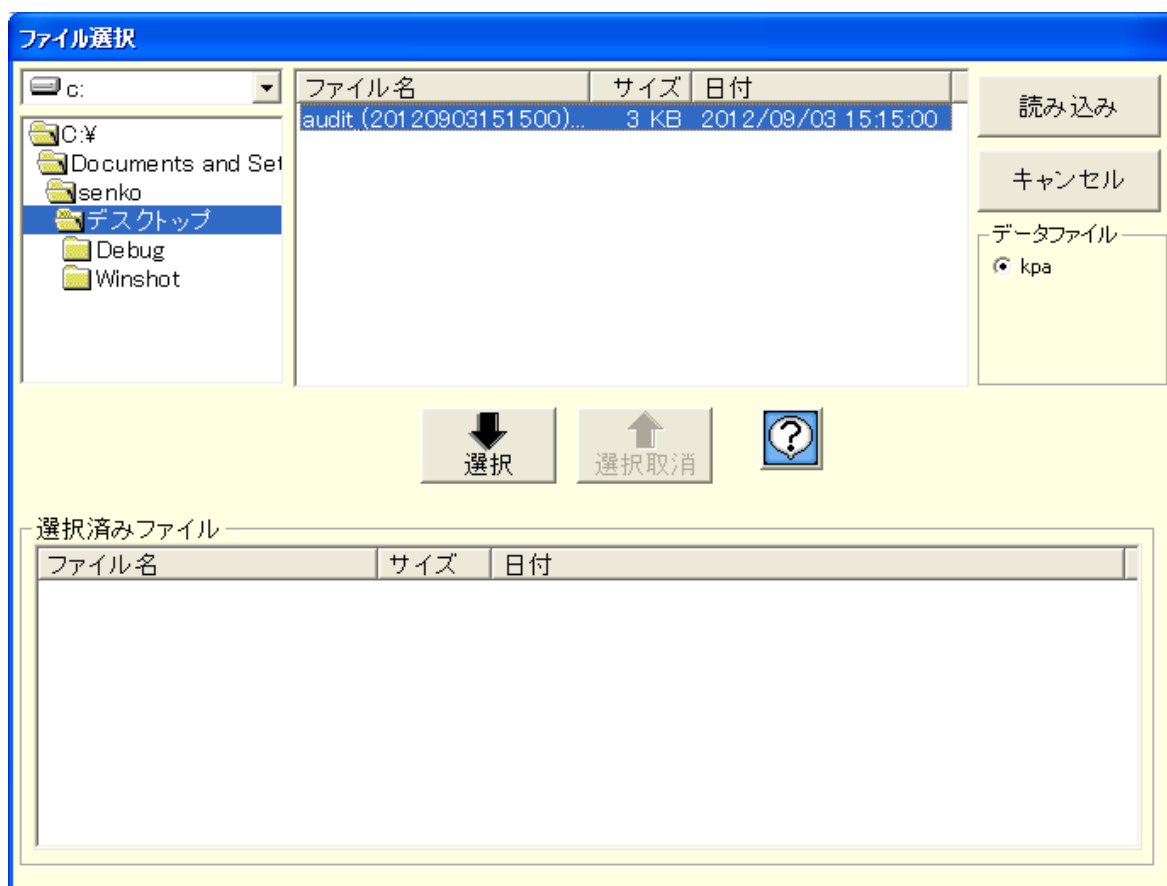 ファイル選択
c:
C:¥
Documents and Set
senko
デスクトップ
Debug
Winshot
ファイル名 サイズ 日付
audit (20120903151500)... 3 KB 2012/09/03 15:15:00
読み込み
キャンセル
データファイル
kpa
選択
選択取消
?
選択済みファイル
ファイル名 サイズ 日付